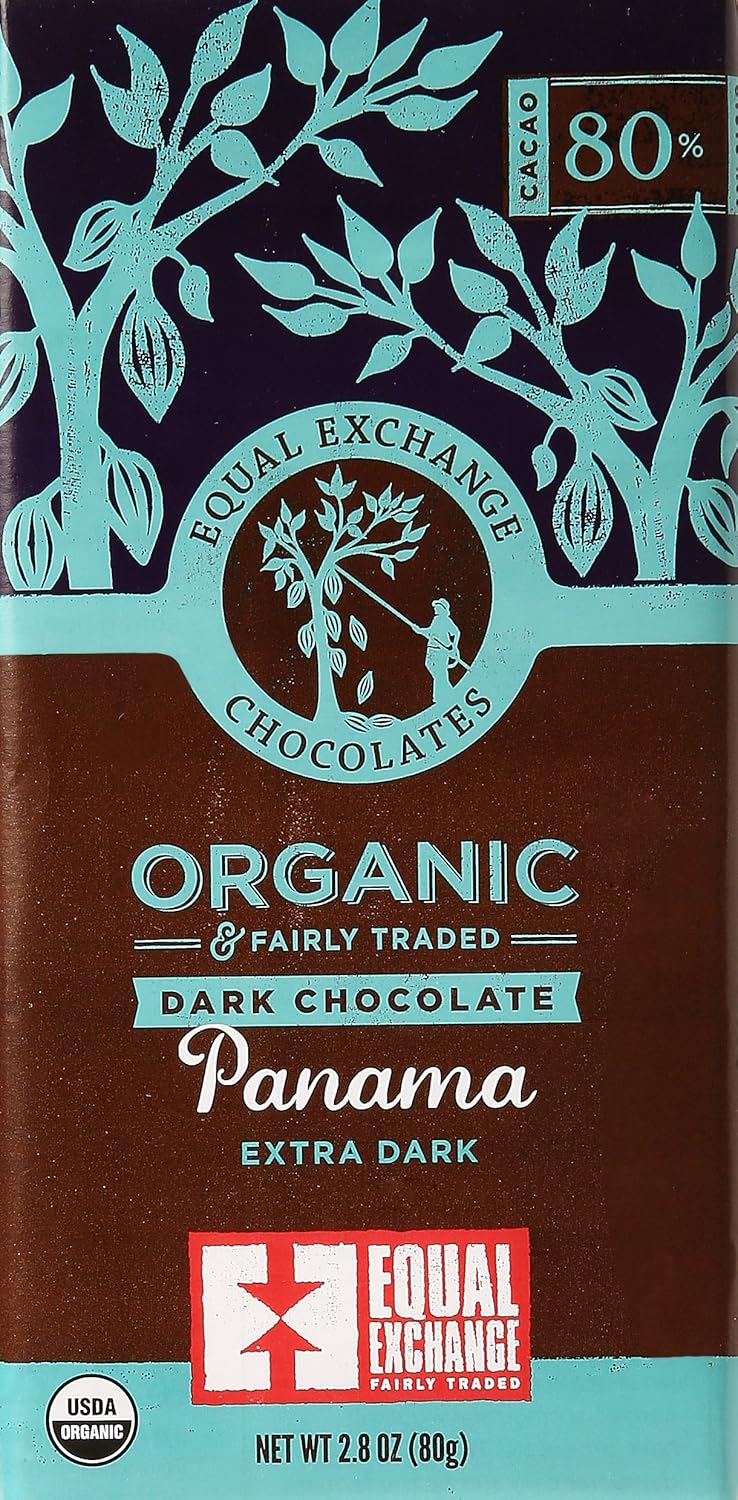 CACAO
80%
EQUAL EXCHANGE
CHOCOLATES
ORGANIC
& FAIRLY TRADED
DARK CHOCOLATE
Panama
EXTRA DARK
EQUAL
EXCHANGE
FAIRLY TRADED
USDA
ORGANIC
NET WT 2.8 OZ (80g)